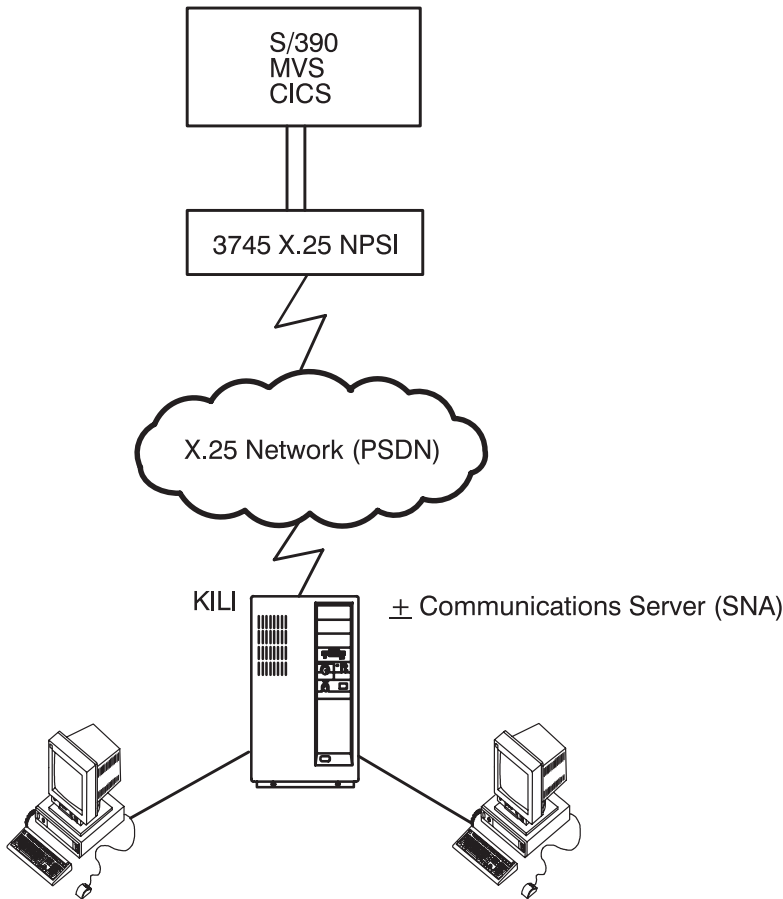 S/390
MVS
CICS
3745 X.25 NPSI
X.25 Network (PSDN)
KILI
+ Communications Server (SNA)